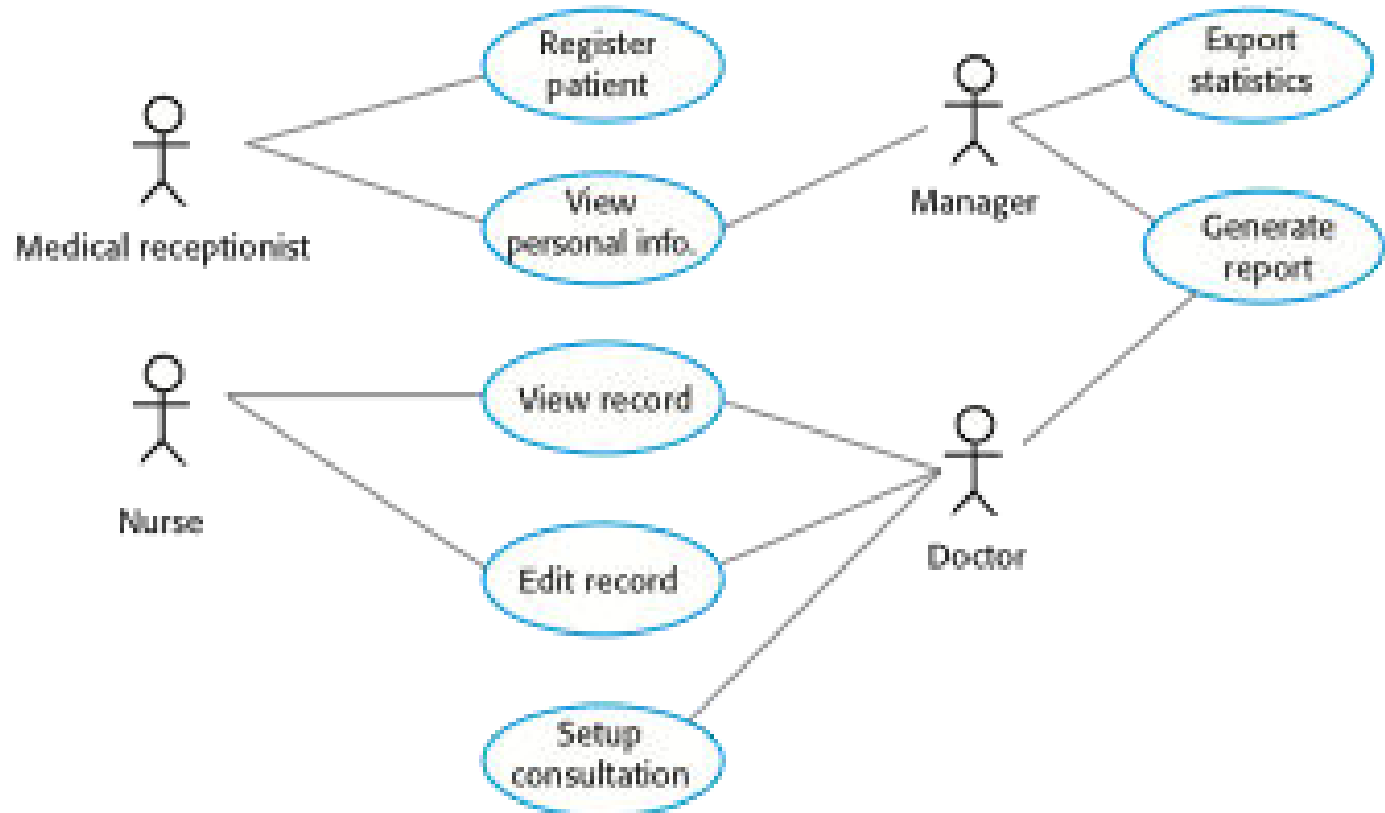 Register
patient
Export
statistics
Medical receptionist
View
personal info.
Manager
Generate
report
View record
Nurse
Edit record
Doctor
Setup
consultation